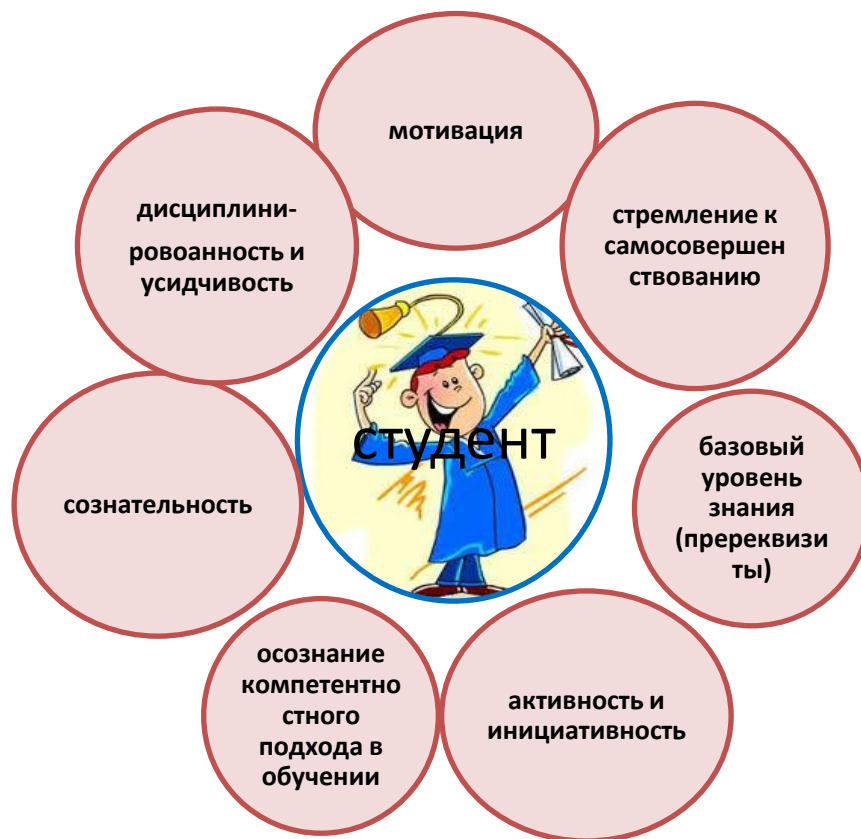 мотивация
стремление к
самосовершен
ствованию
базовый
уровень
знания
(пререквизи
ты)
активность и
инициативность
осознание
компетентно
стного
подхода в
обучении
сознательность
дисциплини-
ровоанность и
усидчивость
студент